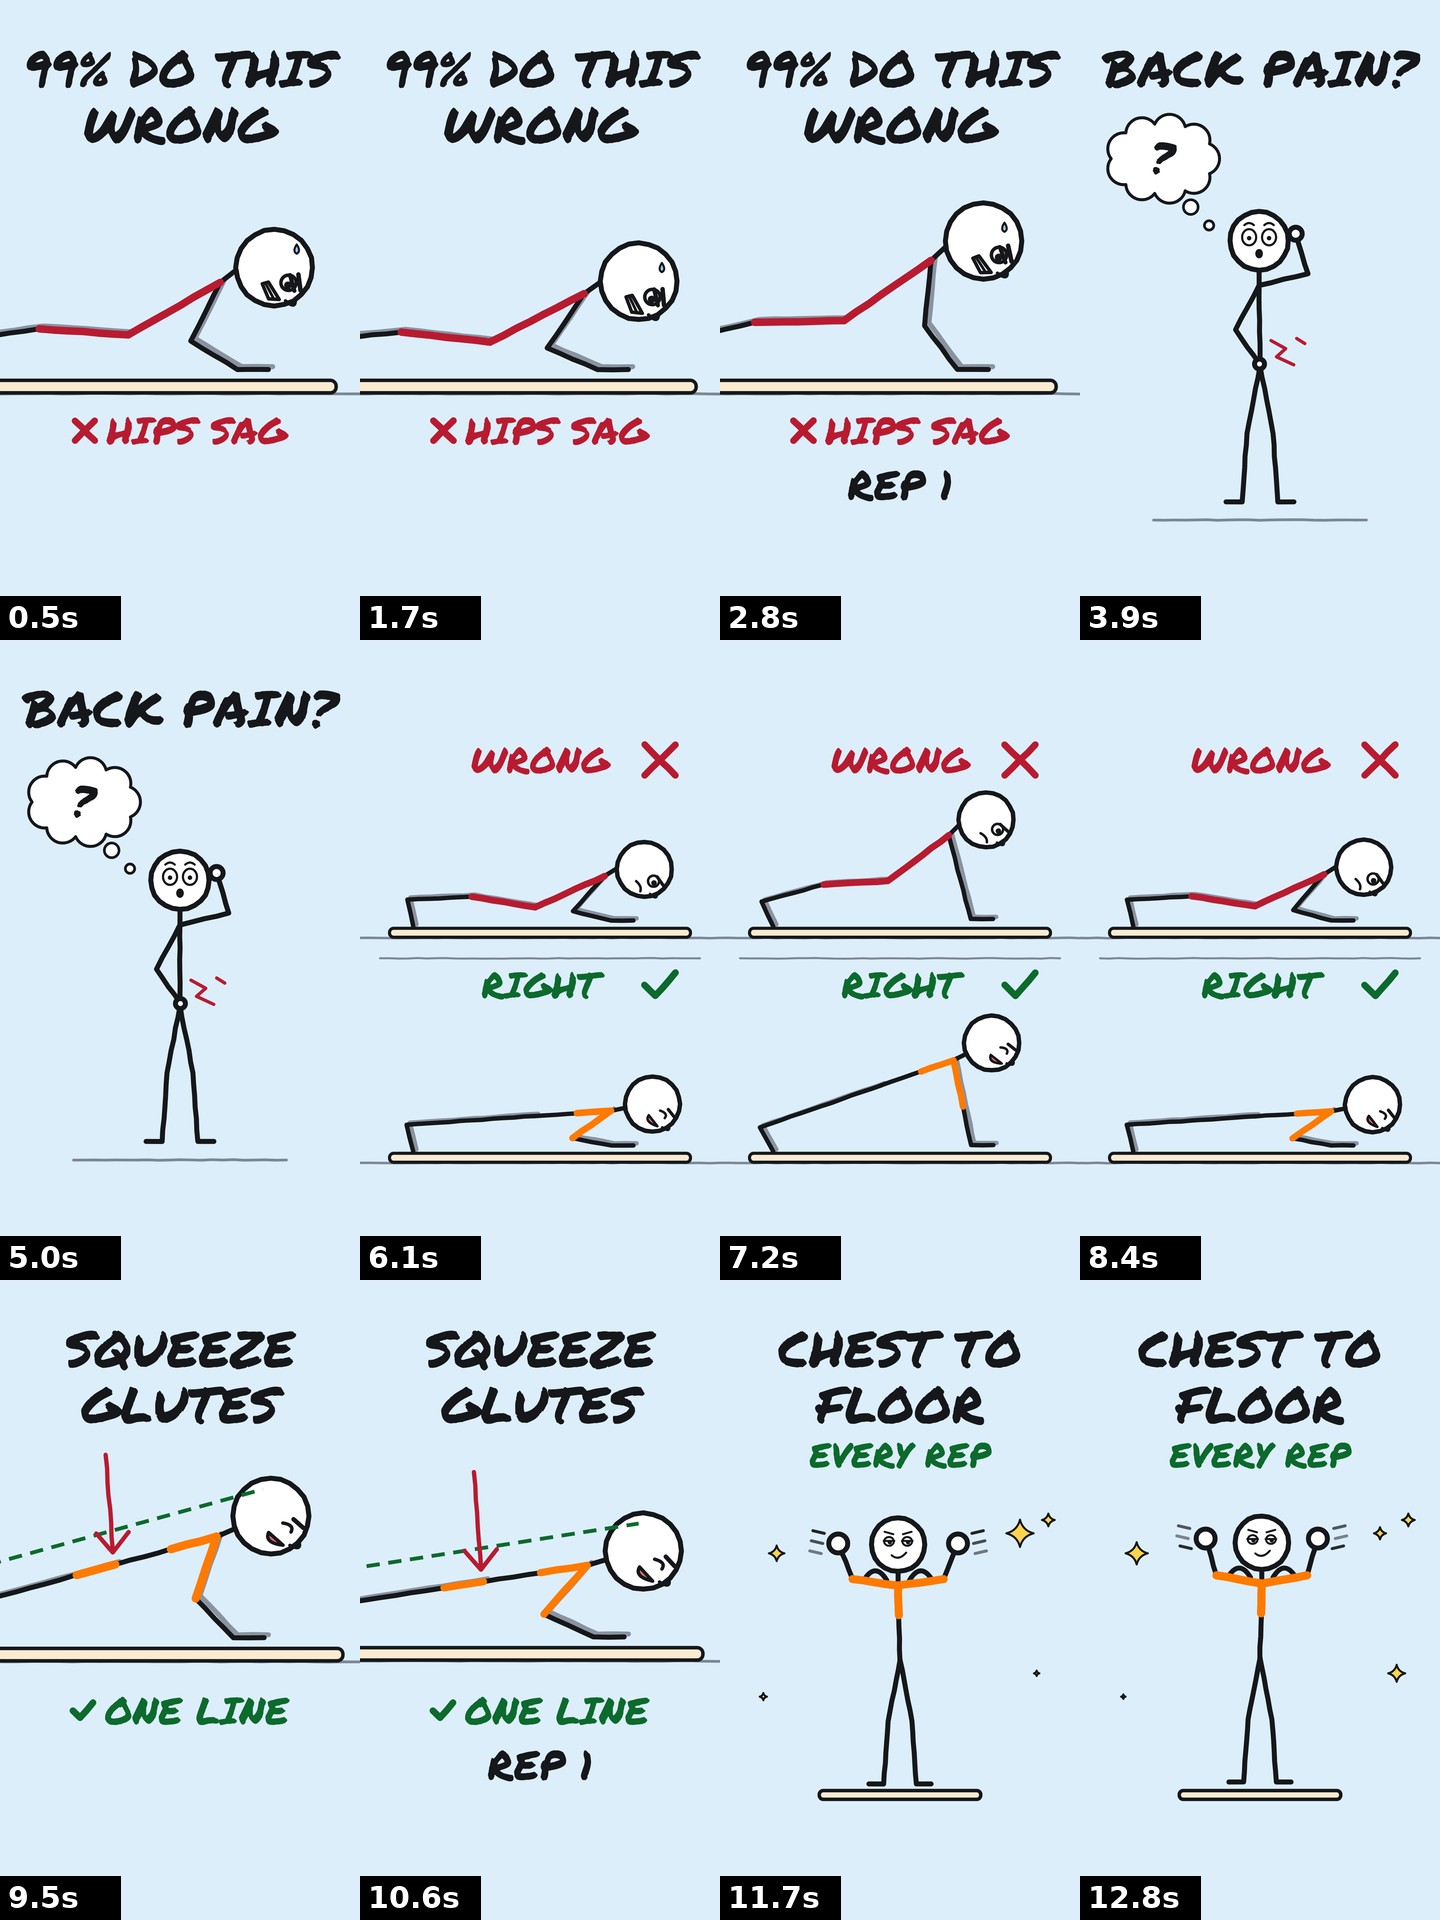 99% DO THIS
WRONG
✗ HIPS SAG
0.5s
99% DO THIS
WRONG
✗ HIPS SAG
1.7s
99% DO THIS
WRONG
✗ HIPS SAG
REP 1
2.8s
BACK PAIN?
?
3.9s
BACK PAIN?
?
5.0s
WRONG ✗
RIGHT ✓
6.1s
WRONG ✗
RIGHT ✓
7.2s
WRONG ✗
RIGHT ✓
8.4s
SQUEEZE
GLUTES
✓ ONE LINE
9.5s
SQUEEZE
GLUTES
✓ ONE LINE
REP 1
10.6s
CHEST TO
FLOOR
EVERY REP
11.7s
CHEST TO
FLOOR
EVERY REP
12.8s